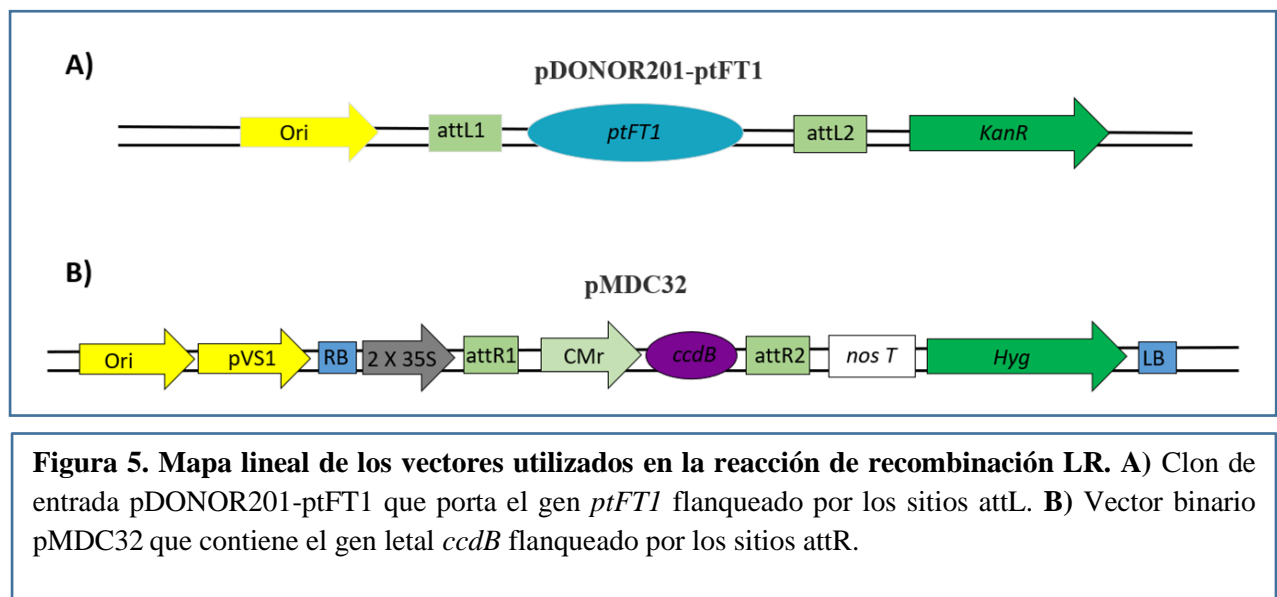 A)
pDONOR201-ptFT1
Ori attL1 ptFT1 attL2 KanR
B)
pMDC32
Ori pVS1 RB 2 X 35S attR1 CMr ccdB attR2 nos T Hyg LB
Figura 5. Mapa lineal de los vectores utilizados en la reacción de recombinación LR. A) Clon de
entrada pDONOR201-ptFT1 que porta el gen ptFT1 flanqueado por los sitios attL. B) Vector binario
pMDC32 que contiene el gen letal ccdB flanqueado por los sitios attR.